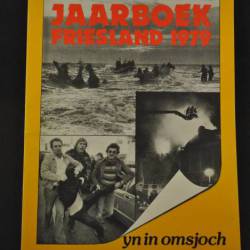 JAARBOEK
FRIESLAND 1979
yn in omsjoch